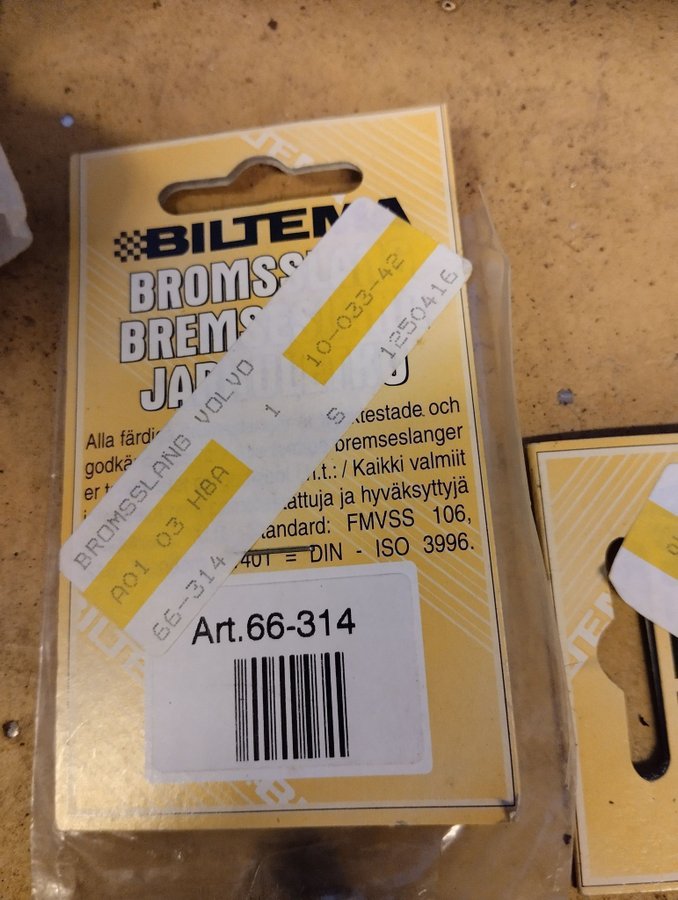 BILTEMA
BROMSS
BREMS
JAR
Alla färdi ktestade och
godkä bremseslanger
er t n.t.: / Kaikki valmiit
attuja ja hyväksyttyjä
tandard: FMVSS 106,
401 = DIN - ISO 3996.
BROMSSLANG VOLVO 1
A01 03 HBA 10-033-42
66-314 S 1250416
Art.66-314